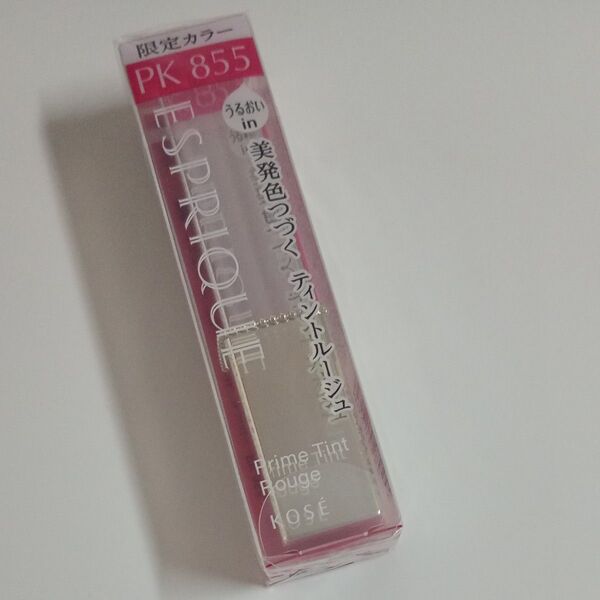 限定カラー
PK 855
うるおい
in
美発色つづく ティントルージュ
ESPRIQUE
Prime Tint
Rouge
KOSÉ